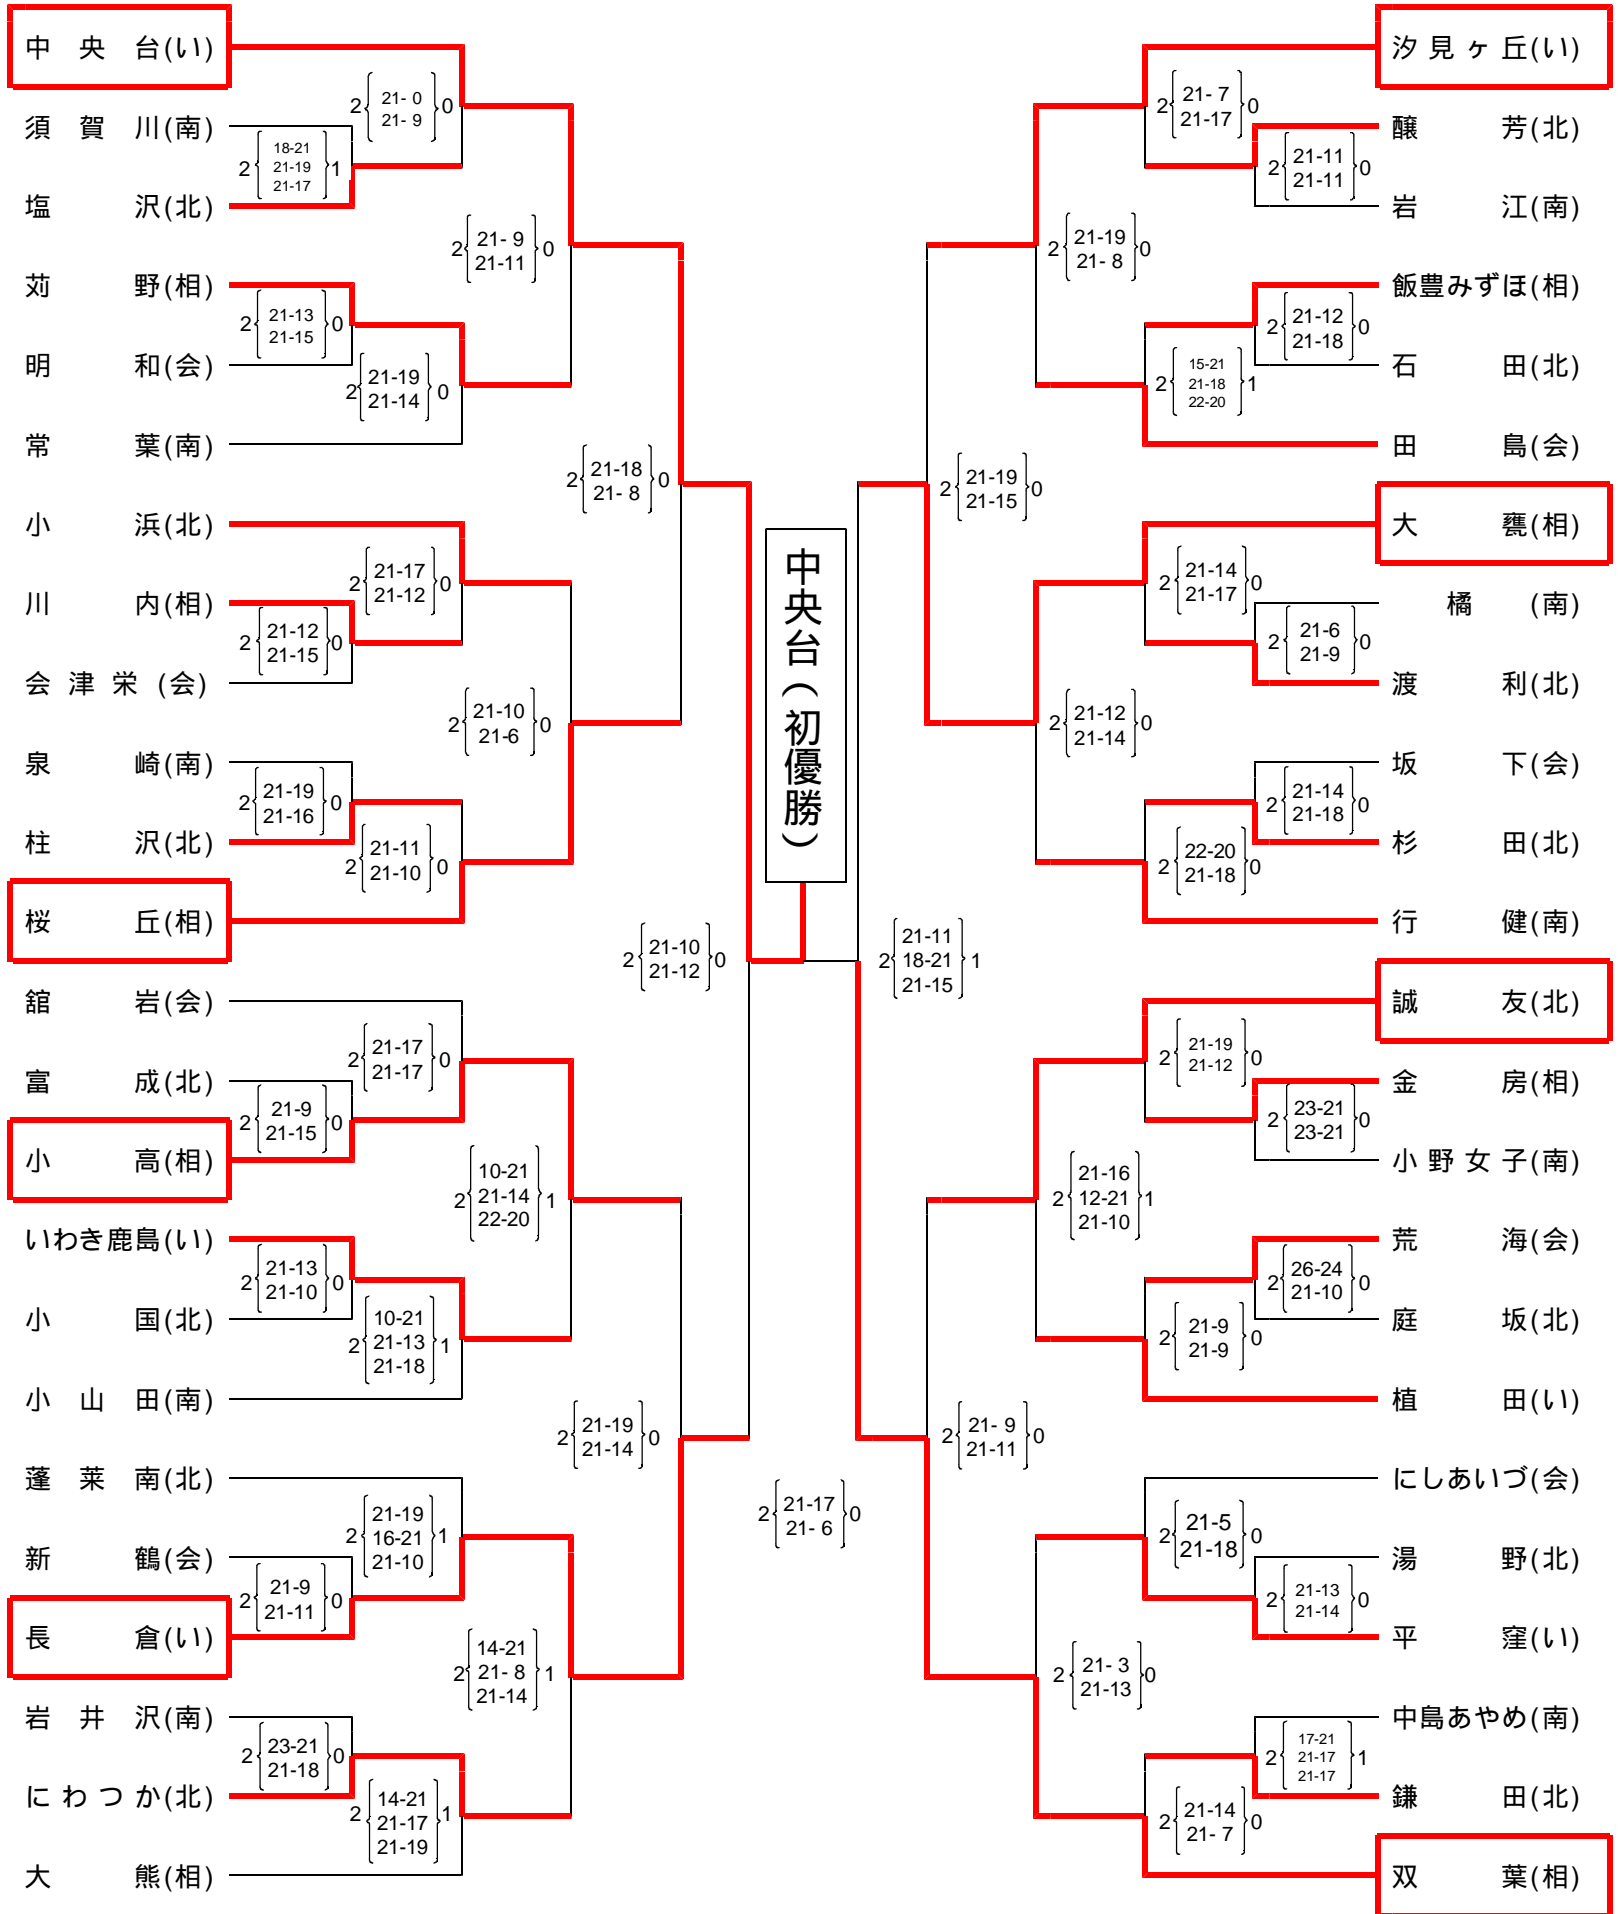 中央台(い)
2 21- 0 0
21- 9
須賀川(南)
2 18-21 1
21-19
21-17
塩沢(北)
2 21- 9 0
21-11
苅野(相)
2 21-13 0
21-15
明和(会)
2 21-19 0
21-14
常葉(南)
2 21-18 0
21- 8
小浜(北)
2 21-17 0
21-12
川内(相)
2 21-12 0
21-15
会津栄(会)
2 21-10 0
21-6
泉崎(南)
2 21-19 0
21-16
柱沢(北)
2 21-11 0
21-10
桜丘(相)
2 21-10 0
21-12
舘岩(会)
2 21-17 0
21-17
富成(北)
2 21-9 0
21-15
小高(相)
2 10-21 1
21-14
22-20
いわき鹿島(い)
2 21-13 0
21-10
小国(北)
2 10-21 1
21-13
21-18
小山田(南)
2 21-19 0
21-14
蓬莱南(北)
2 21-19 1
16-21
21-10
新鶴(会)
2 21-9 0
21-11
長倉(い)
2 14-21 1
21- 8
21-14
岩井沢(南)
2 23-21 0
21-18
にわつか(北)
2 14-21 1
21-17
21-19
大熊(相)
中央台(初優勝)
2 21-17 0
21- 6
汐見ヶ丘(い)
2 21- 7 0
21-17
醸芳(北)
2 21-11 0
21-11
岩江(南)
2 21-19 0
21- 8
飯豊みずほ(相)
2 21-12 0
21-18
石田(北)
2 15-21 1
21-18
22-20
田島(会)
2 21-19 0
21-15
大甕(相)
2 21-14 0
21-17
橘(南)
2 21-6 0
21-9
渡利(北)
2 21-12 0
21-14
坂下(会)
2 21-14 0
21-18
杉田(北)
2 22-20 0
21-18
行健(南)
2 21-11 1
18-21
21-15
誠友(北)
2 21-19 0
21-12
金房(相)
2 23-21 0
23-21
小野女子(南)
2 21-16 1
12-21
21-10
荒海(会)
2 26-24 0
21-10
庭坂(北)
2 21-9 0
21-9
植田(い)
2 21- 9 0
21-11
にしあいづ(会)
2 21-5 0
21-18
湯野(北)
2 21-13 0
21-14
平窪(い)
2 21- 3 0
21-13
中島あやめ(南)
2 17-21 1
21-17
21-17
鎌田(北)
2 21-14 0
21- 7
双葉(相)